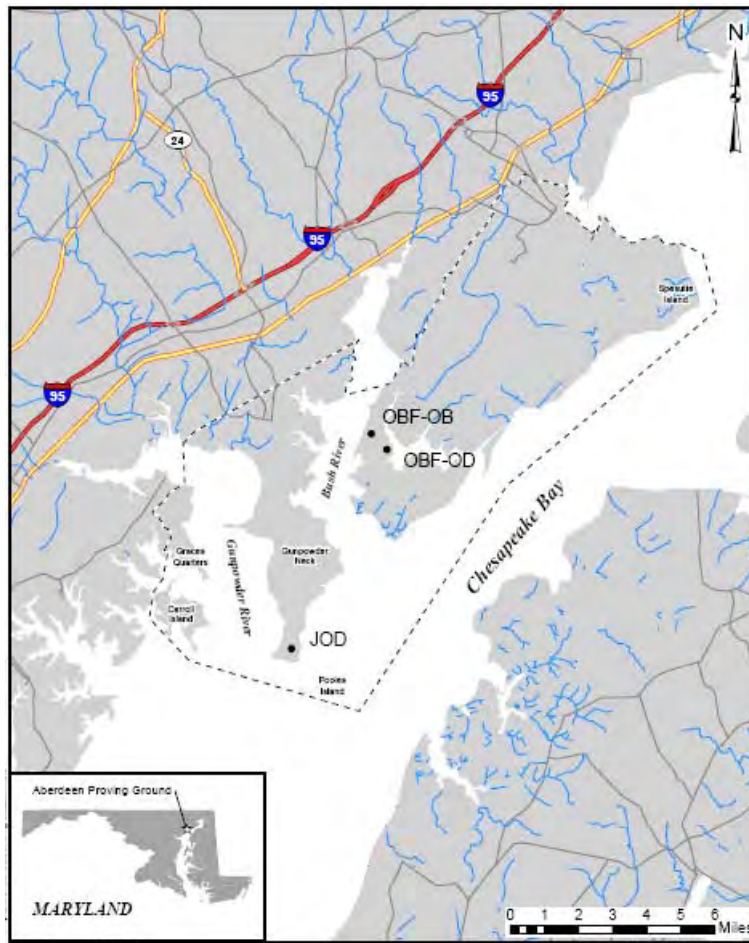 N
95
24
95
Spesutie
Island
95
OBF-OB
OBF-OD
Bush River
Chesapeake Bay
Graces
Quarters
Gunpowder
Neck
Gunpowder River
Carroll
Island
JOD
Pooles
Island
Aberdeen Proving Ground
MARYLAND
0 1 2 3 4 5 6
Miles